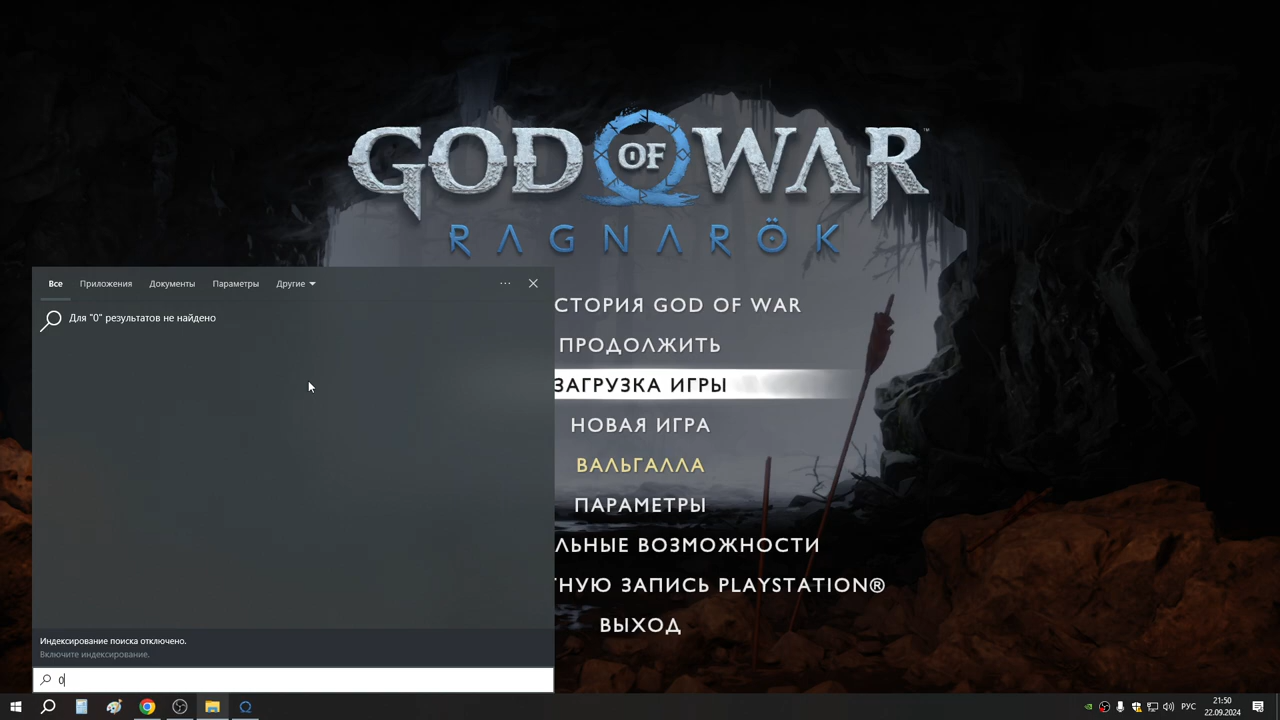 GOD OF WAR
RAGNARÖK
™
Все
Приложения
Документы
Параметры
Другие
Для "0" результатов не найдено
СТОРИЯ GOD OF WAR
ПРОДОЛЖИТЬ
ЗАГРУЗКА ИГРЫ
НОВАЯ ИГРА
ВАЛЬГАЛЛА
ПАРАМЕТРЫ
ЛЬНЫЕ ВОЗМОЖНОСТИ
ТНУЮ ЗАПИСЬ PLAYSTATION®
ВЫХОД
Индексирование поиска отключено.
Включите индексирование.
0
РУС
21:50
22.09.2024